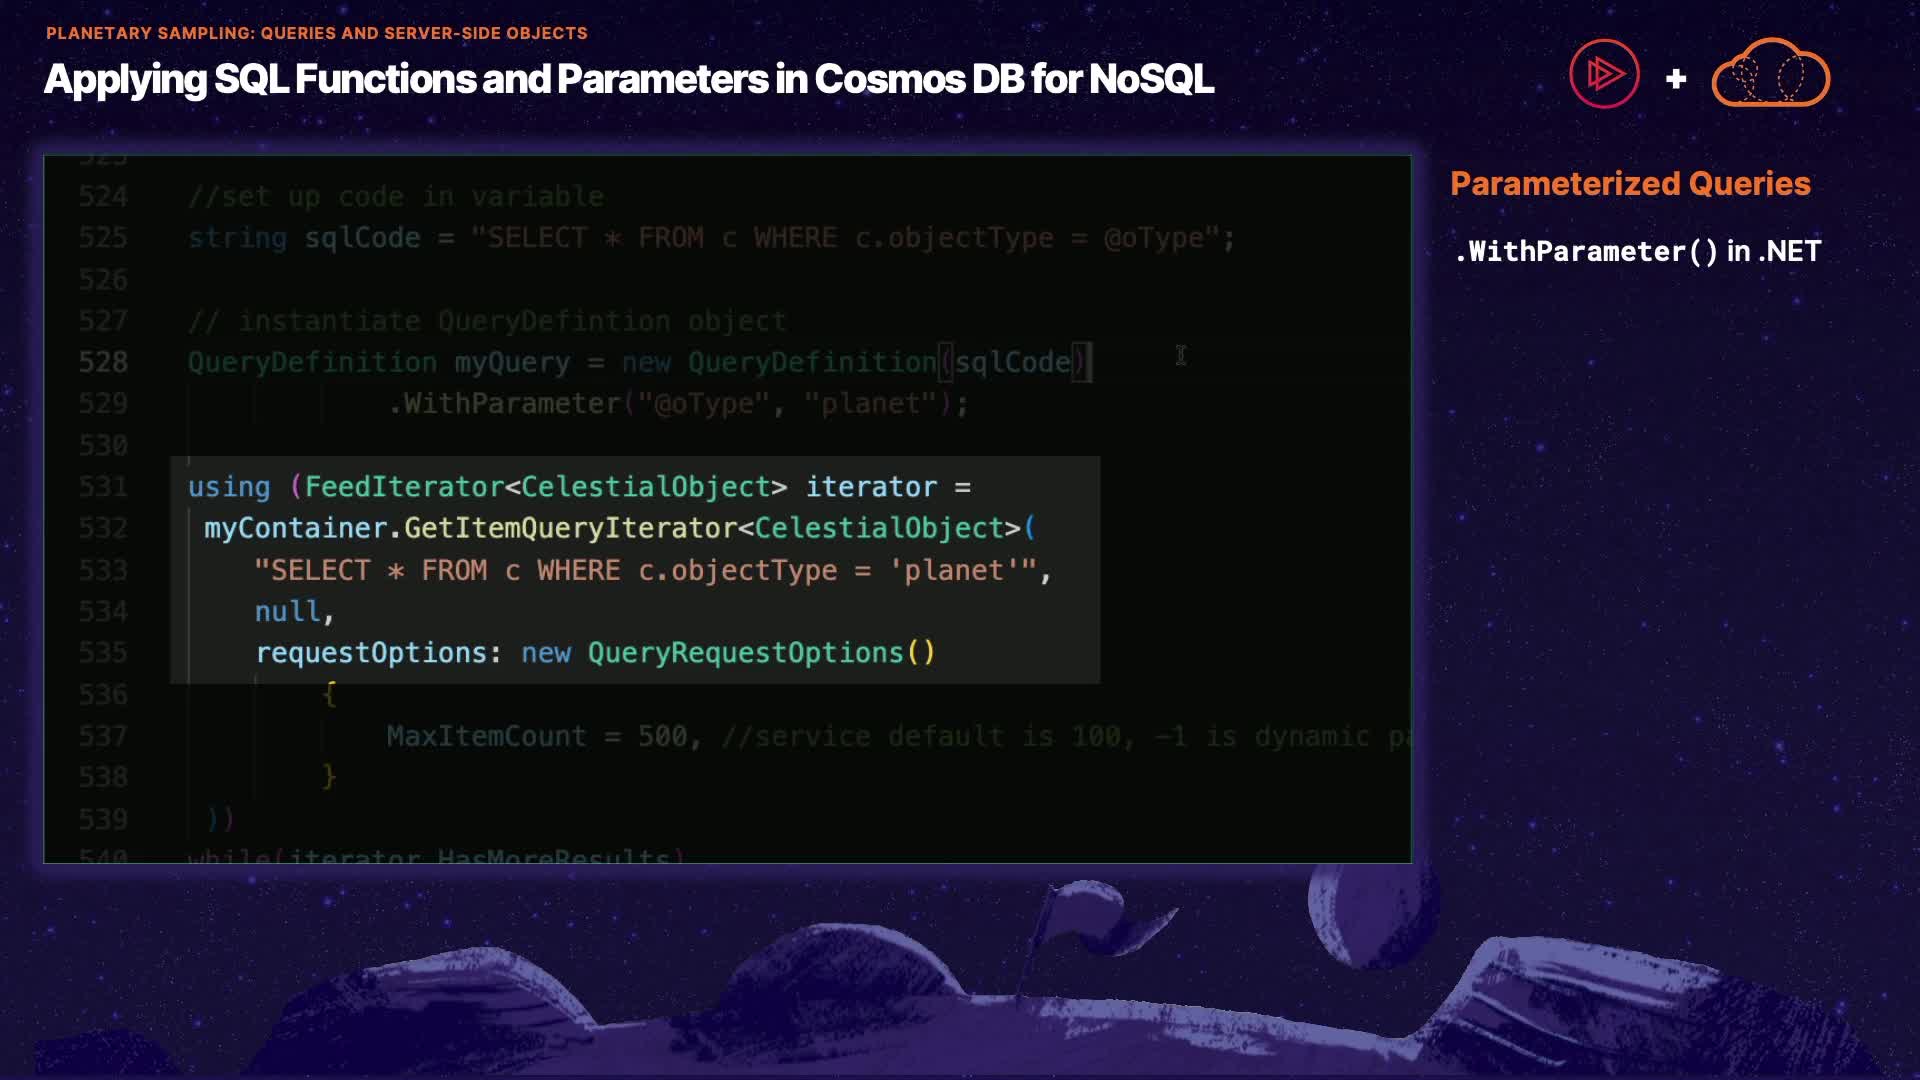 PLANETARY SAMPLING: QUERIES AND SERVER-SIDE OBJECTS
Applying SQL Functions and Parameters in Cosmos DB for NoSQL
523
524 //set up code in variable
525 string sqlCode = "SELECT * FROM c WHERE c.objectType = @oType";
526
527 // instantiate QueryDefintion object
528 QueryDefinition myQuery = new QueryDefinition(sqlCode)
529 .WithParameter("@oType", "planet");
530
531 using (FeedIterator<CelestialObject> iterator =
532 myContainer.GetItemQueryIterator<CelestialObject>(
533 "SELECT * FROM c WHERE c.objectType = 'planet'",
534 null,
535 requestOptions: new QueryRequestOptions()
536 {
537 MaxItemCount = 500, //service default is 100, -1 is dynamic pa
538 }
539 ))
540 while(iterator.HasMoreResults)
Parameterized Queries
.WithParameter() in .NET